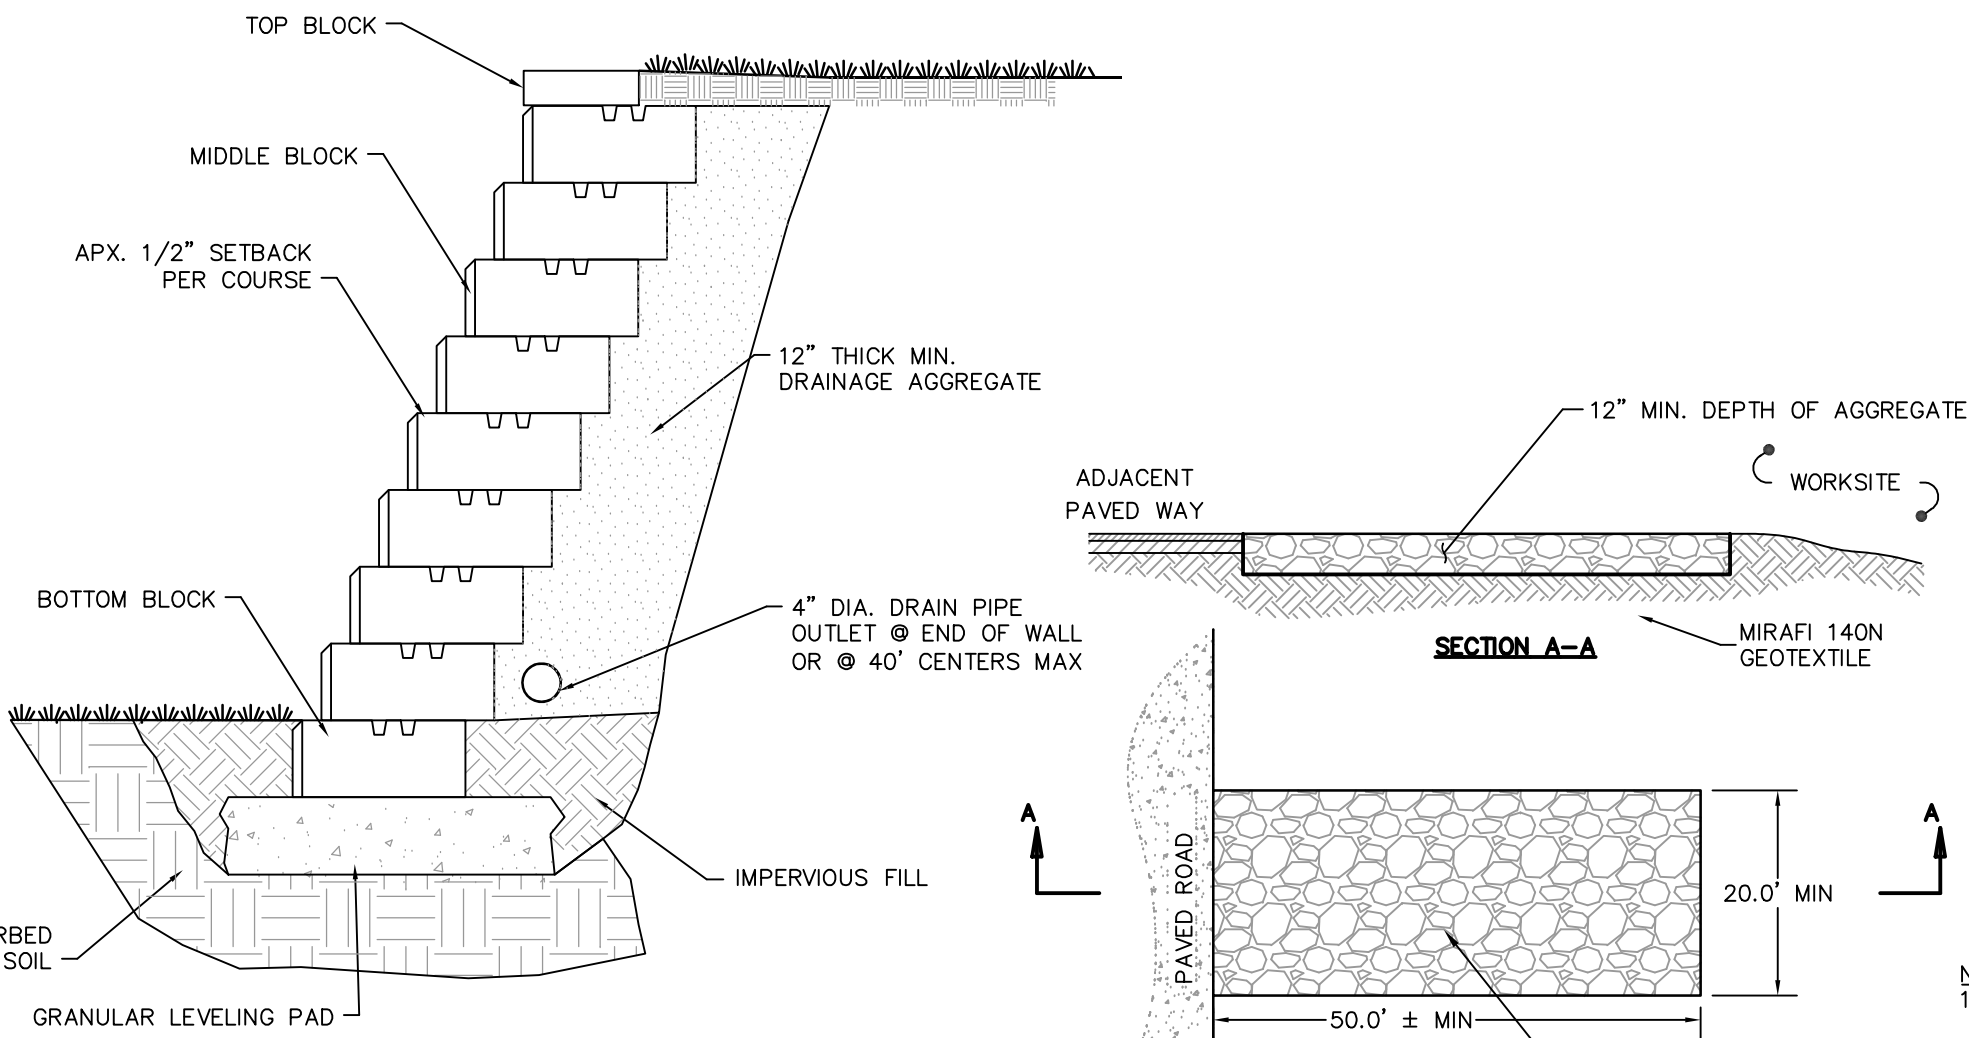 TOP BLOCK
MIDDLE BLOCK
APX. 1/2” SETBACK
PER COURSE
12” THICK MIN.
DRAINAGE AGGREGATE
BOTTOM BLOCK
4” DIA. DRAIN PIPE
OUTLET @ END OF WALL
OR @ 40’ CENTERS MAX
IMPERVIOUS FILL
RBED
SOIL
GRANULAR LEVELING PAD
12” MIN. DEPTH OF AGGREGATE
ADJACENT
PAVED WAY
WORKSITE
SECTION A-A
MIRAFI 140N
GEOTEXTILE
A
A
PAVED ROAD
20.0’ MIN
50.0’ ± MIN